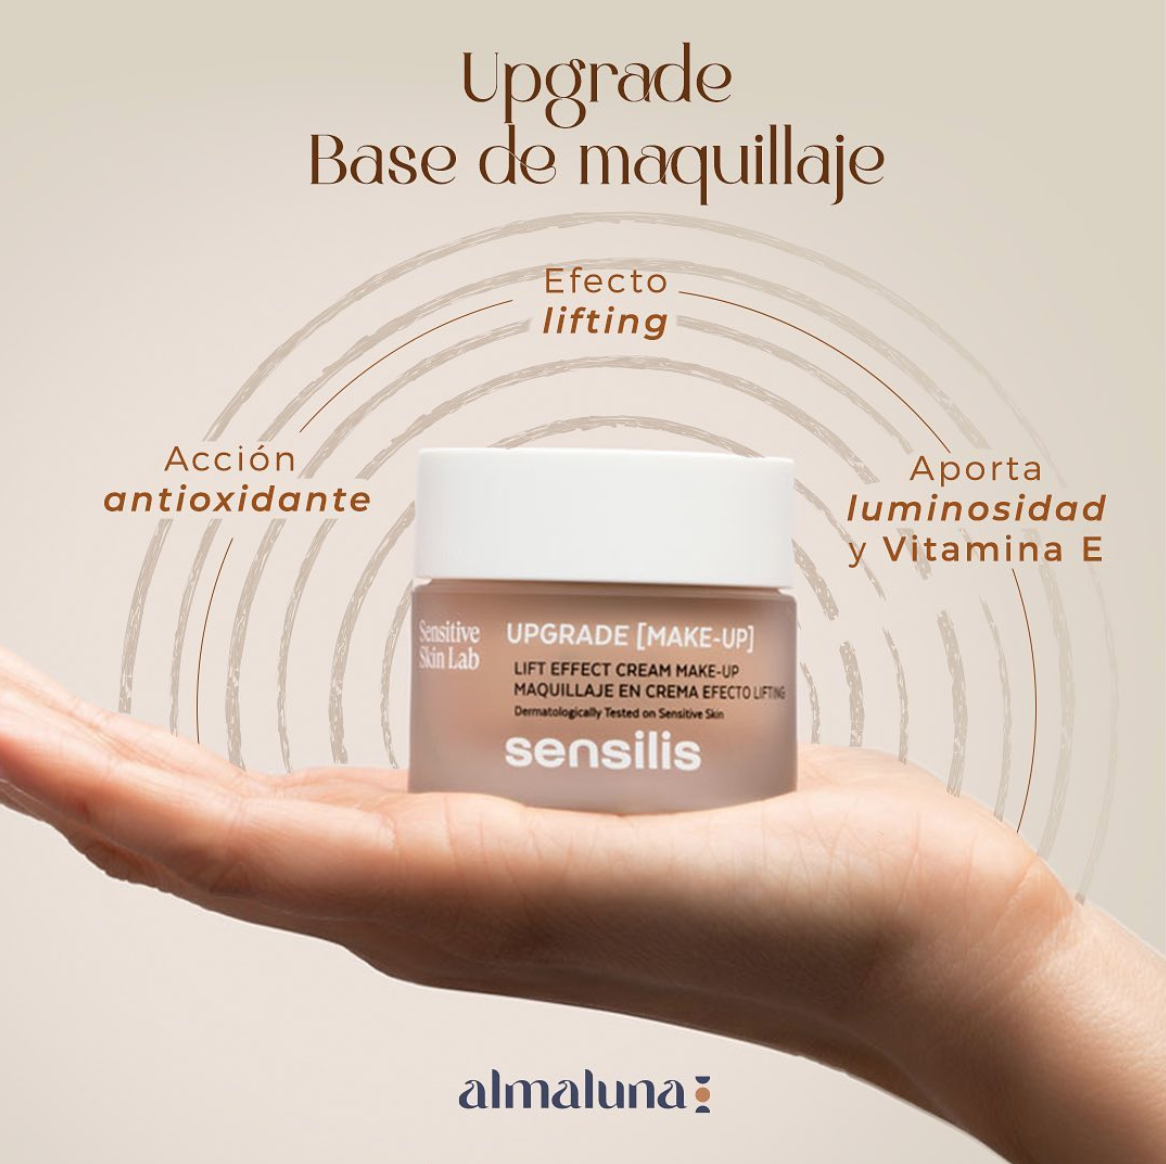 Upgrade
Base de maquillaje
Efecto
lifting
Acción
antioxidante
Aporta
luminosidad
y Vitamina E
Sensitive
Skin Lab
UPGRADE [MAKE-UP]
LIFT EFFECT CREAM MAKE-UP
MAQUILLAJE EN CREMA EFECTO LIFTING
Dermatologically Tested on Sensitive Skin
sensilis
almaluna